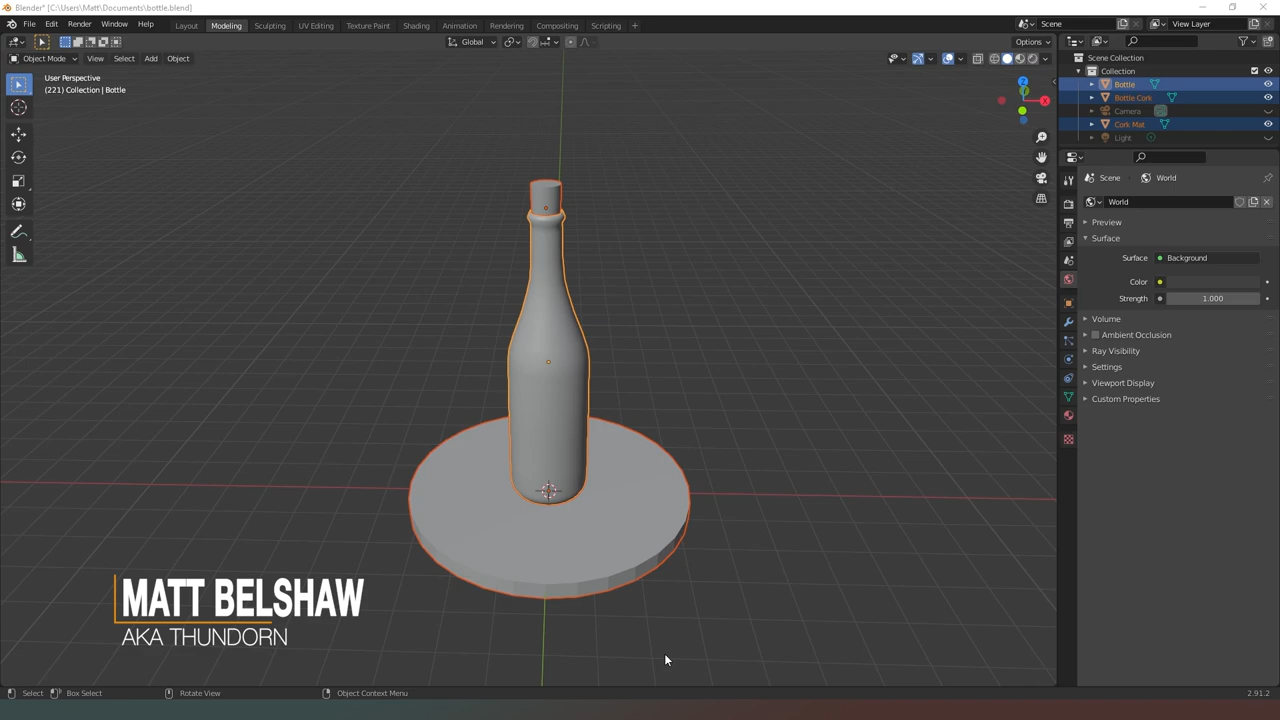 Blender* [C:\Users\Matt\Documents\bottle.blend]
File Edit Render Window Help Layout Modeling Sculpting UV Editing Texture Paint Shading Animation Rendering Compositing Scripting + Scene View Layer
Global Options
Object Mode View Select Add Object
User Perspective
(221) Collection | Bottle
Z
X
Scene Collection
Collection
Bottle
Bottle Cork
Camera
Cork Mat
Light
Scene World
World
Preview
Surface
Surface Background
Color
Strength 1.000
Volume
Ambient Occlusion
Ray Visibility
Settings
Viewport Display
Custom Properties
MATT BELSHAW
AKA THUNDORN
Select Box Select Rotate View Object Context Menu 2.91.2